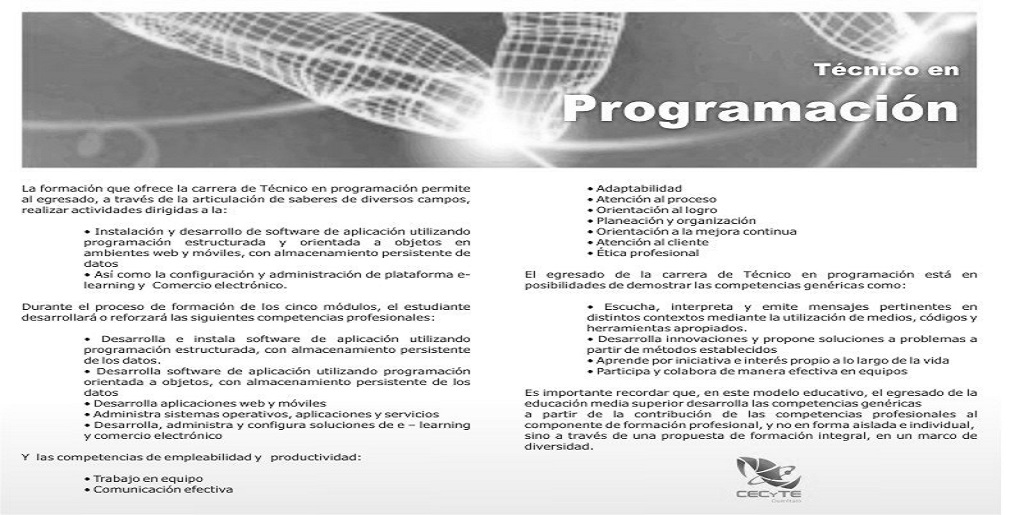 Técnico en
Programación
La formación que ofrece la carrera de Técnico en programación permite
al egresado, a través de la articulación de saberes de diversos campos,
realizar actividades dirigidas a la:
• Instalación y desarrollo de software de aplicación utilizando
programación estructurada y orientada a objetos en
ambientes web y móviles, con almacenamiento persistente de
datos
• Así como la configuración y administración de plataforma e-
learning y Comercio electrónico.
Durante el proceso de formación de los cinco módulos, el estudiante
desarrollará o reforzará las siguientes competencias profesionales:
• Desarrolla e instala software de aplicación utilizando
programación estructurada, con almacenamiento persistente
de los datos.
• Desarrolla software de aplicación utilizando programación
orientada a objetos, con almacenamiento persistente de los
datos
• Desarrolla aplicaciones web y móviles
• Administra sistemas operativos, aplicaciones y servicios
• Desarrolla, administra y configura soluciones de e – learning
y comercio electrónico
Y las competencias de empleabilidad y productividad:
• Trabajo en equipo
• Comunicación efectiva
• Adaptabilidad
• Atención al proceso
• Orientación al logro
• Planeación y organización
• Orientación a la mejora continua
• Atención al cliente
• Ética profesional
El egresado de la carrera de Técnico en programación está en
posibilidades de demostrar las competencias genéricas como:
• Escucha, interpreta y emite mensajes pertinentes en
distintos contextos mediante la utilización de medios, códigos y
herramientas apropiados.
• Desarrolla innovaciones y propone soluciones a problemas a
partir de métodos establecidos
• Aprende por iniciativa e interés propio a lo largo de la vida
• Participa y colabora de manera efectiva en equipos
Es importante recordar que, en este modelo educativo, el egresado de la
educación media superior desarrolla las competencias genéricas
a partir de la contribución de las competencias profesionales al
componente de formación profesional, y no en forma aislada e individual,
sino a través de una propuesta de formación integral, en un marco de
diversidad.
CECyTE